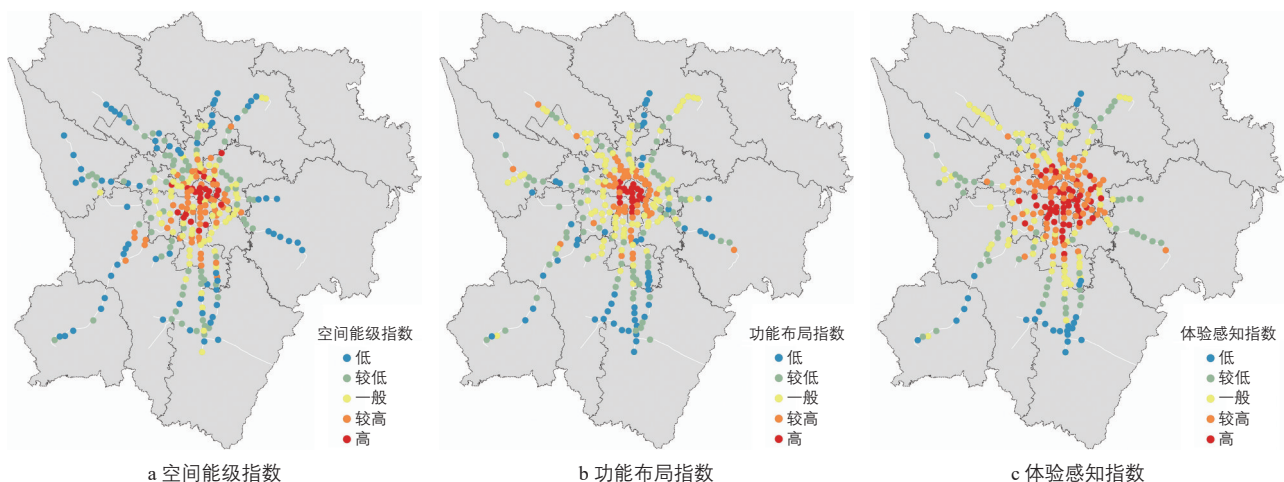 空间能级指数
低
较低
一般
较高
高
a 空间能级指数
功能布局指数
低
较低
一般
较高
高
b 功能布局指数
体验感知指数
低
较低
一般
较高
高
c 体验感知指数